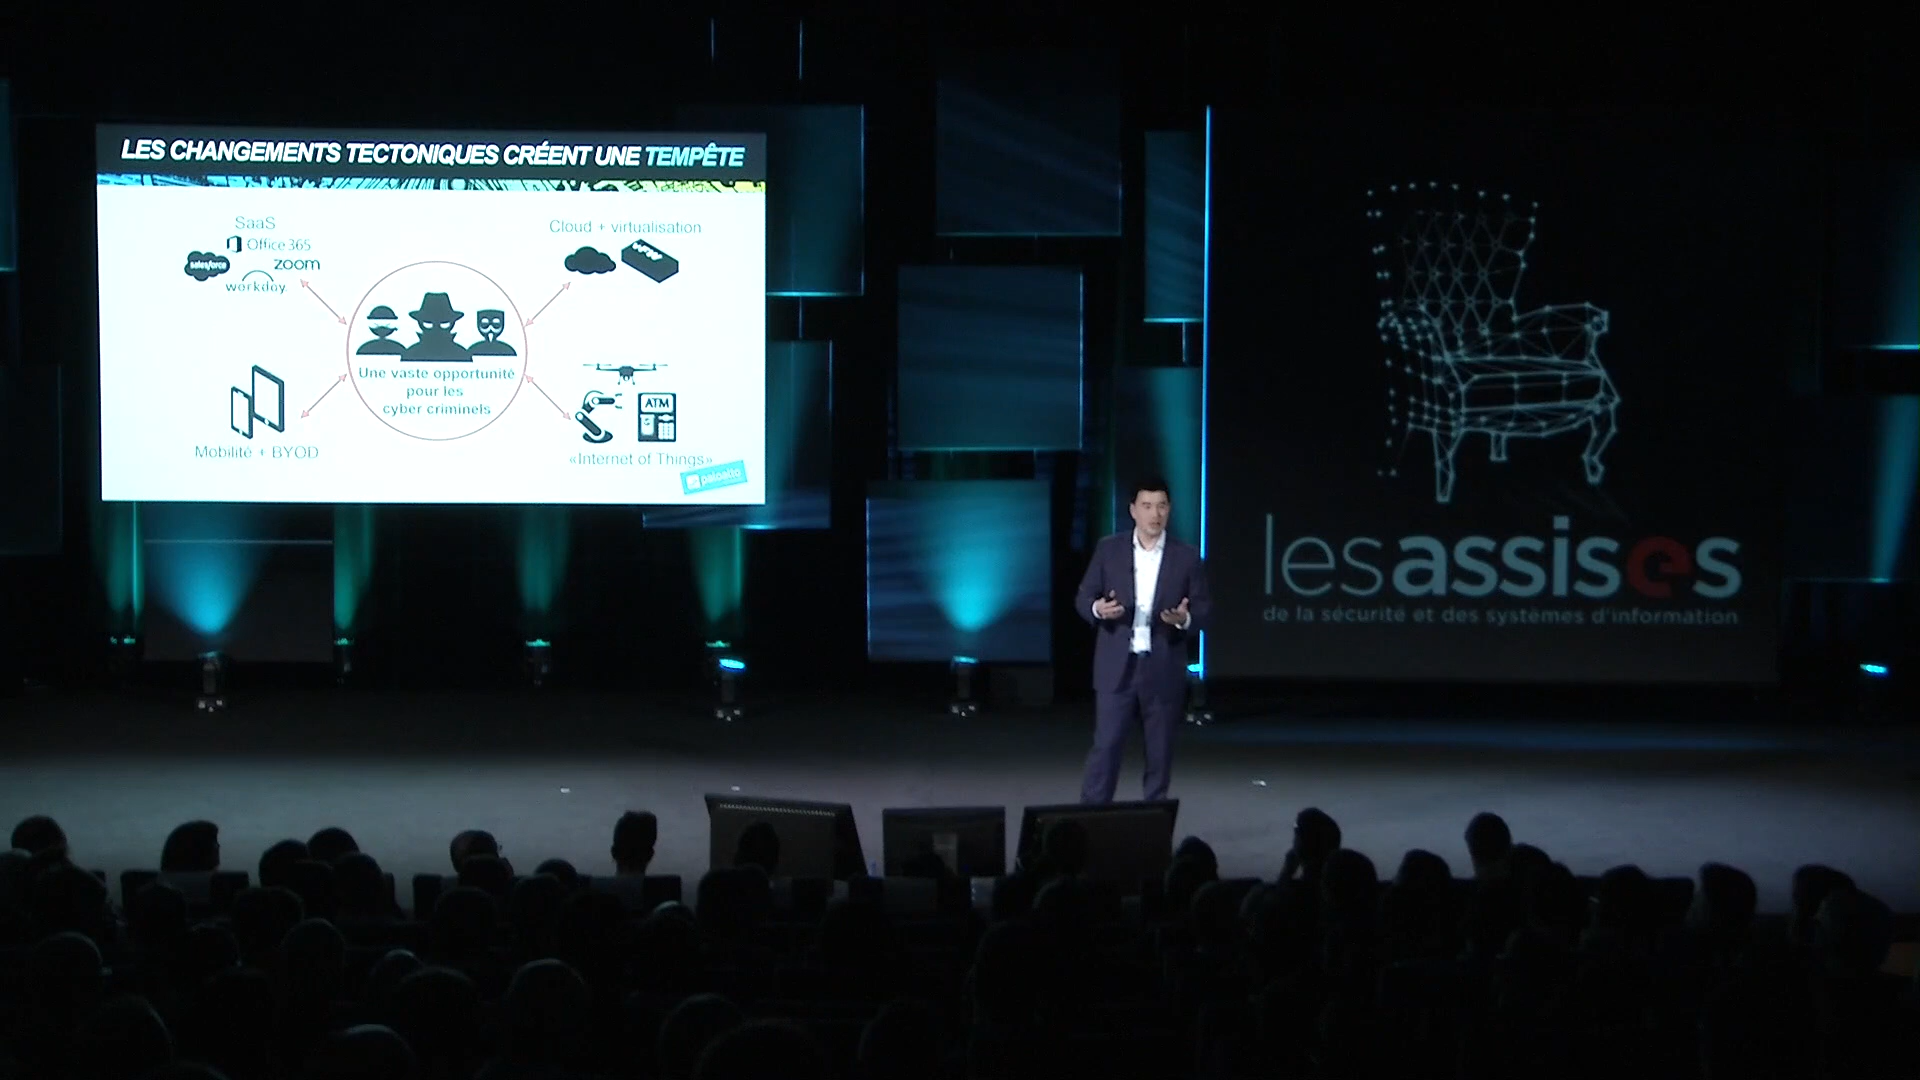 LES CHANGEMENTS TECTONIQUES CRÉENT UNE TEMPÊTE
SaaS
Office 365
salesforce
zoom
workday
Cloud + virtualisation
Une vaste opportunité
pour les
cyber criminels
ATM
Mobilité + BYOD
«Internet of Things»
paloalto
lesassises
de la sécurité et des systèmes d'information